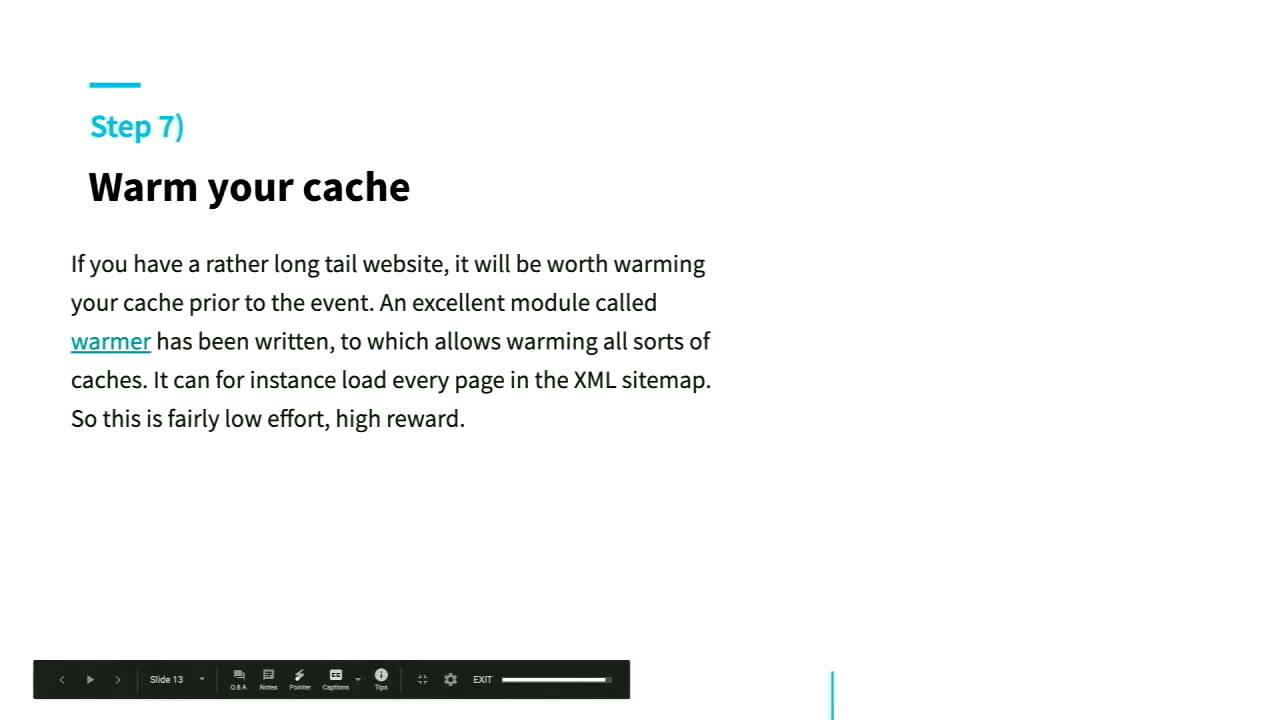 Step 7)
Warm your cache
If you have a rather long tail website, it will be worth warming
your cache prior to the event. An excellent module called
warmer has been written, to which allows warming all sorts of
caches. It can for instance load every page in the XML sitemap.
So this is fairly low effort, high reward.
Slide 13
Q & A
Notes
Pointer
Captions
Tips
EXIT